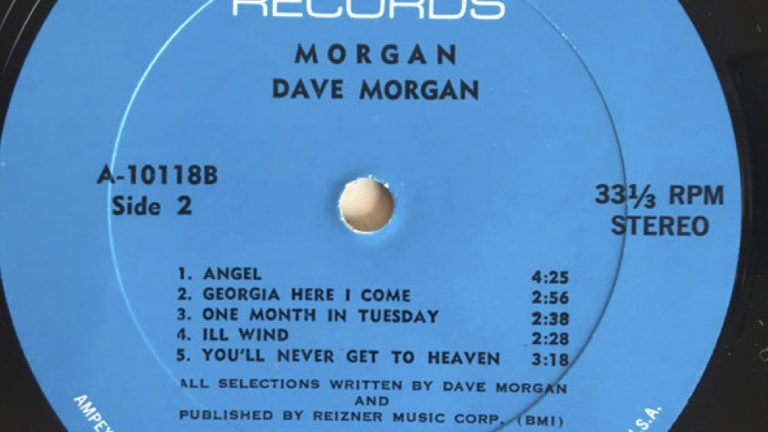 RECORDS
MORGAN
DAVE MORGAN
A-10118B
Side 2
33⅓ RPM
STEREO
1. ANGEL 4:25
2. GEORGIA HERE I COME 2:56
3. ONE MONTH IN TUESDAY 2:38
4. ILL WIND 2:28
5. YOU'LL NEVER GET TO HEAVEN 3:18
ALL SELECTIONS WRITTEN BY DAVE MORGAN
AND
PUBLISHED BY REIZNER MUSIC CORP. (BMI)
AMPEX
U.S.A.